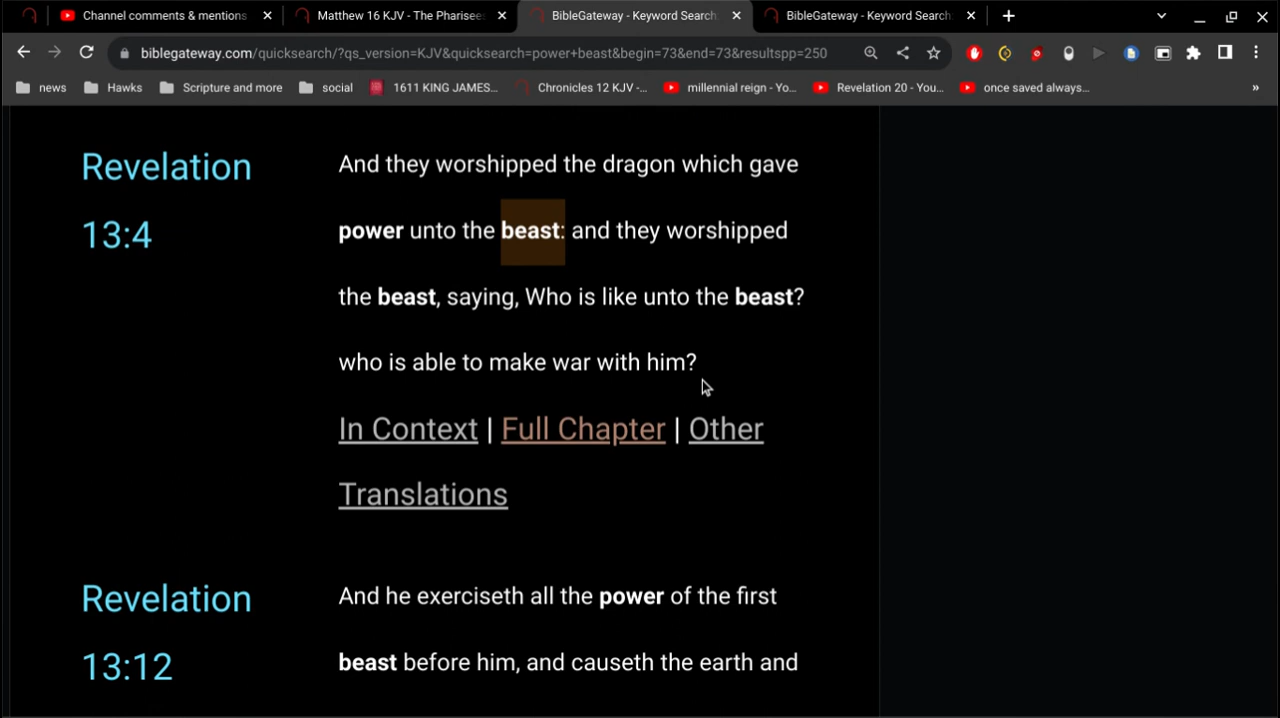 Channel comments & mentions
Matthew 16 KJV - The Pharisees
BibleGateway - Keyword Search:
BibleGateway - Keyword Search:
biblegateway.com/quicksearch/?qs_version=KJV&quicksearch=power+beast&begin=73&end=73&resultspp=250
news
Hawks
Scripture and more
social
1611 KING JAMES...
Chronicles 12 KJV -...
millennial reign - Yo...
Revelation 20 - You...
once saved always...
»
Revelation
13:4
And they worshipped the dragon which gave
power unto the beast: and they worshipped
the beast, saying, Who is like unto the beast?
who is able to make war with him?
In Context | Full Chapter | Other
Translations
Revelation
13:12
And he exerciseth all the power of the first
beast before him, and causeth the earth and